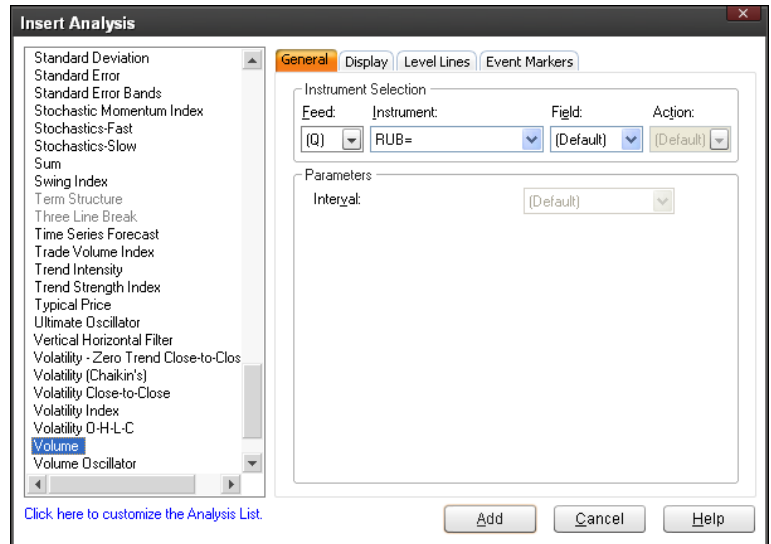 Insert Analysis
Standard Deviation
Standard Error
Standard Error Bands
Stochastic Momentum Index
Stochastics-Fast
Stochastics-Slow
Sum
Swing Index
Term Structure
Three Line Break
Time Series Forecast
Trade Volume Index
Trend Intensity
Trend Strength Index
Typical Price
Ultimate Oscillator
Vertical Horizontal Filter
Volatility - Zero Trend Close-to-Clos
Volatility (Chaikin's)
Volatility Close-to-Close
Volatility Index
Volatility O-H-L-C
Volume
Volume Oscillator
Click here to customize the Analysis List.
General Display Level Lines Event Markers
Instrument Selection
Feed: Instrument: Field: Action:
(Q) RUB= (Default) (Default)
Parameters
Interval: (Default)
Add Cancel Help